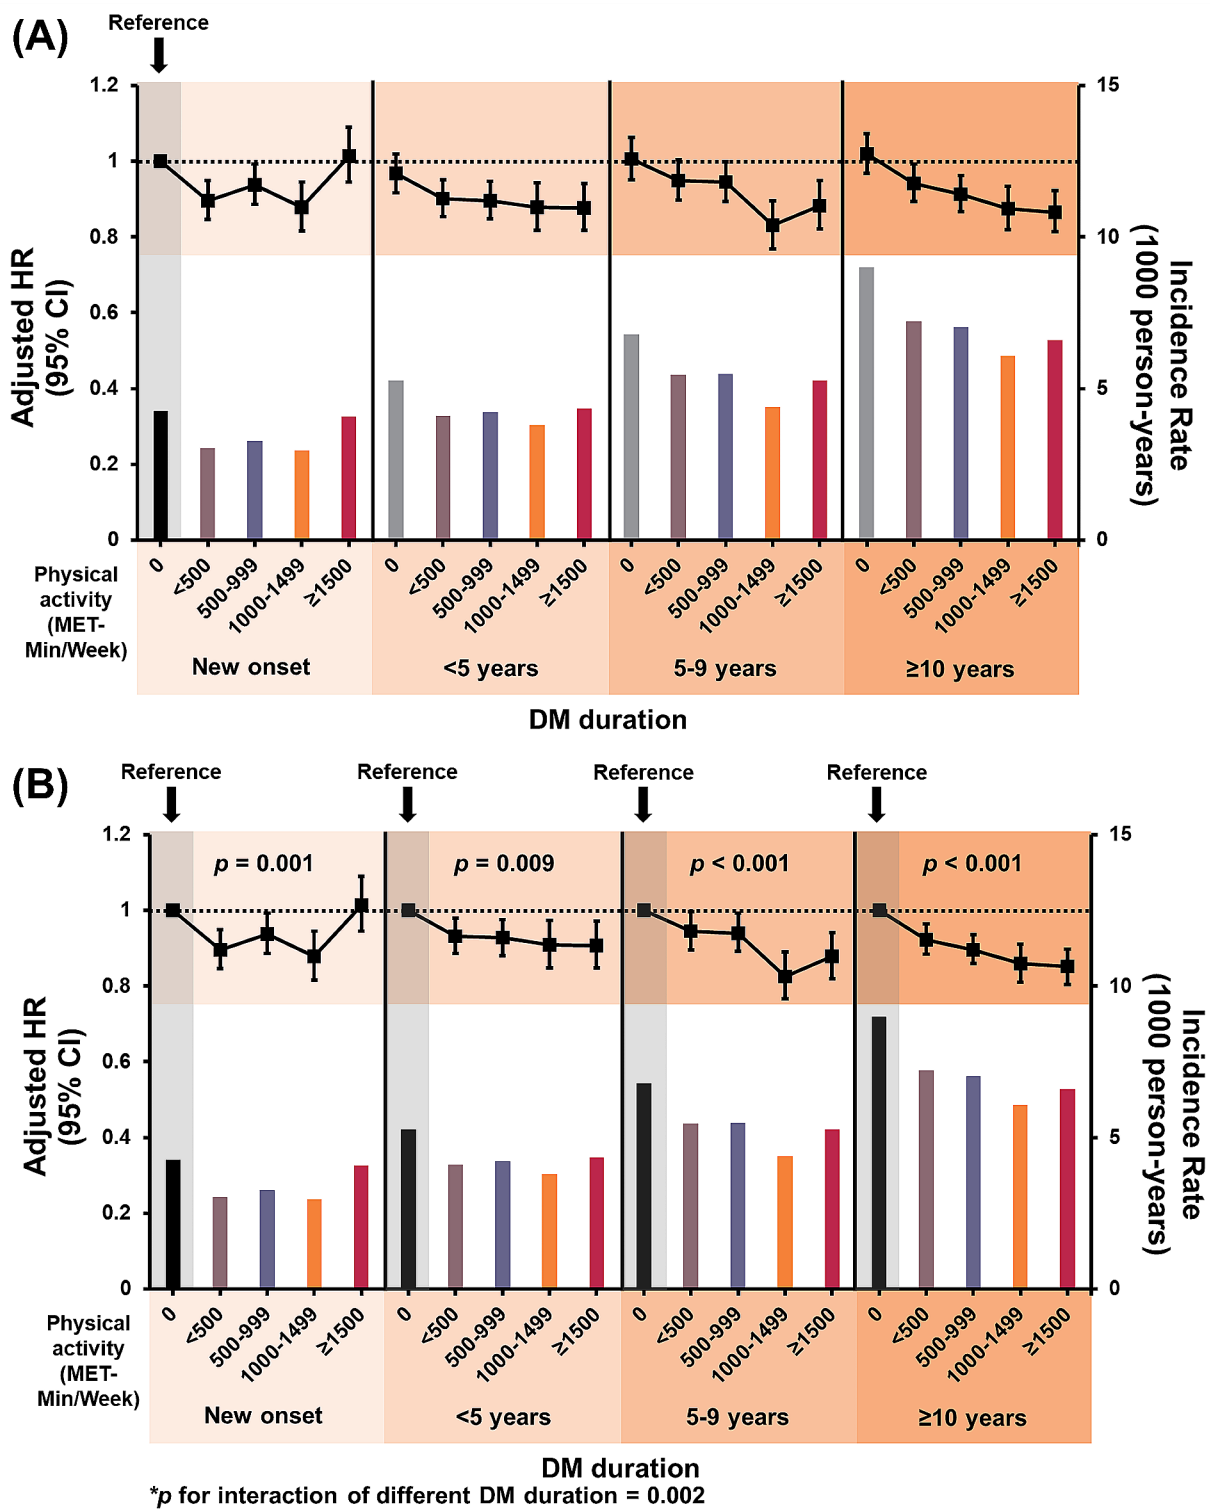 (A)
Reference
1.2
1
0.8
0.6
0.4
0.2
0
Adjusted HR
(95% CI)
15
10
5
0
Incidence Rate
(1000 person-years)
Physical
activity
(MET-
Min/Week)
0
<500
500-999
1000-1499
≥1500
0
<500
500-999
1000-1499
≥1500
0
<500
500-999
1000-1499
≥1500
0
<500
500-999
1000-1499
≥1500
New onset
<5 years
5-9 years
≥10 years
DM duration
(B)
Reference
Reference
Reference
Reference
p = 0.001
p = 0.009
p < 0.001
p < 0.001
1.2
1
0.8
0.6
0.4
0.2
0
Adjusted HR
(95% CI)
15
10
5
0
Incidence Rate
(1000 person-years)
Physical
activity
(MET-
Min/Week)
0
<500
500-999
1000-1499
≥1500
0
<500
500-999
1000-1499
≥1500
0
<500
500-999
1000-1499
≥1500
0
<500
500-999
1000-1499
≥1500
New onset
<5 years
5-9 years
≥10 years
DM duration
*p for interaction of different DM duration = 0.002